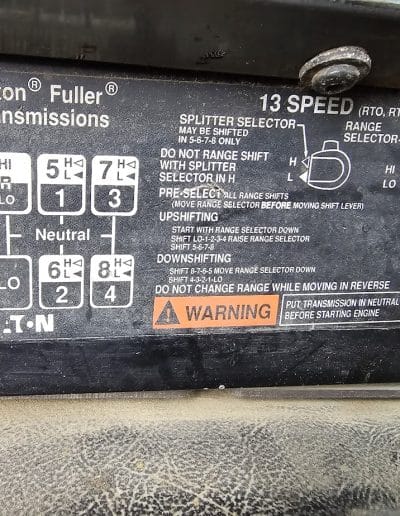 ton® Fuller®
nsmissions
HI
R
LO
5 H L
1
7 H L
3
Neutral
LO
6 H L
2
8 H L
4
T•N
13 SPEED (RTO, RT
SPLITTER SELECTOR
MAY BE SHIFTED
IN 5-6-7-8 ONLY
RANGE
SELECTOR
DO NOT RANGE SHIFT
WITH SPLITTER
SELECTOR IN H
H
L
HI
LO
PRE-SELECT ALL RANGE SHIFTS
(MOVE RANGE SELECTOR BEFORE MOVING SHIFT LEVER)
UPSHIFTING
START WITH RANGE SELECTOR DOWN
SHIFT LO-1-2-3-4 RAISE RANGE SELECTOR
SHIFT 5-6-7-8
DOWNSHIFTING
SHIFT 8-7-6-5 MOVE RANGE SELECTOR DOWN
SHIFT 4-3-2-1-LO
DO NOT CHANGE RANGE WHILE MOVING IN REVERSE
WARNING
PUT TRANSMISSION IN NEUTRAL
BEFORE STARTING ENGINE